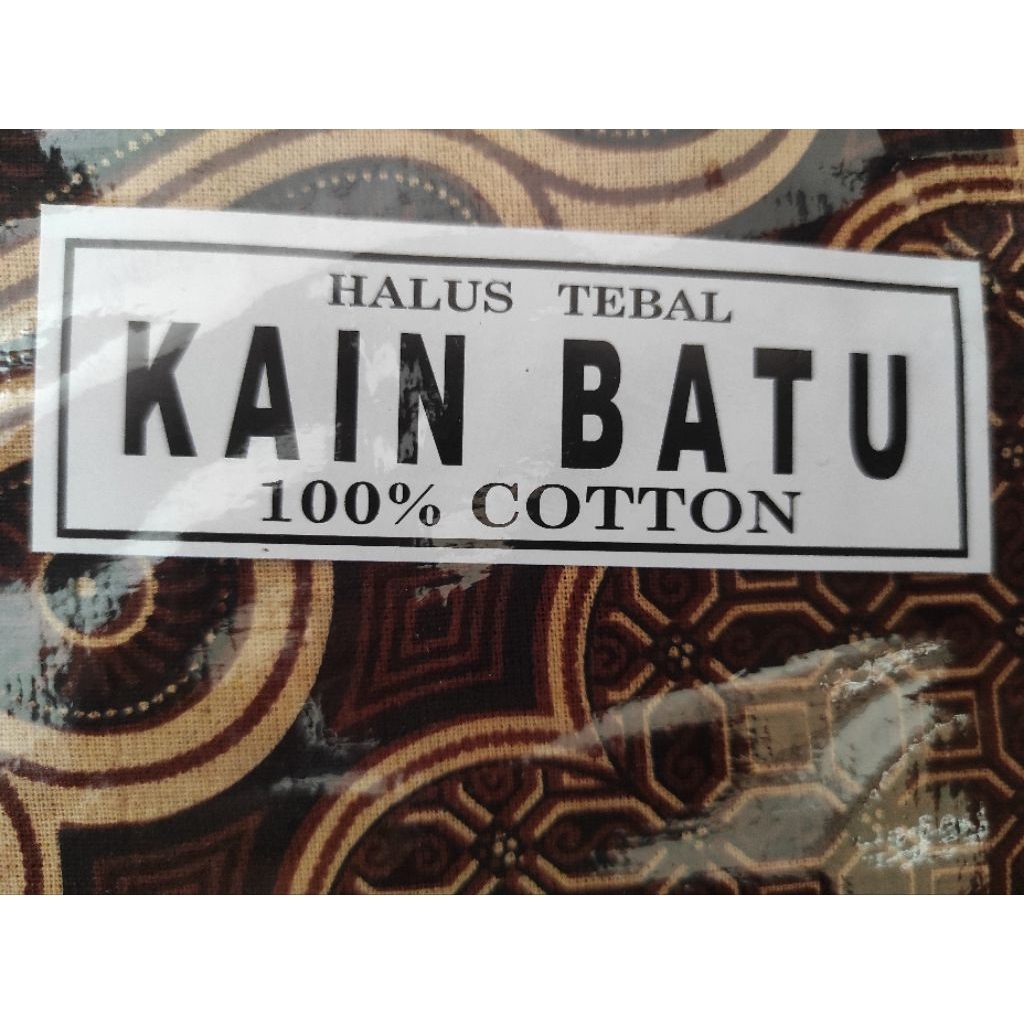 HALUS TEBAL
KAIN BATU
100% COTTON